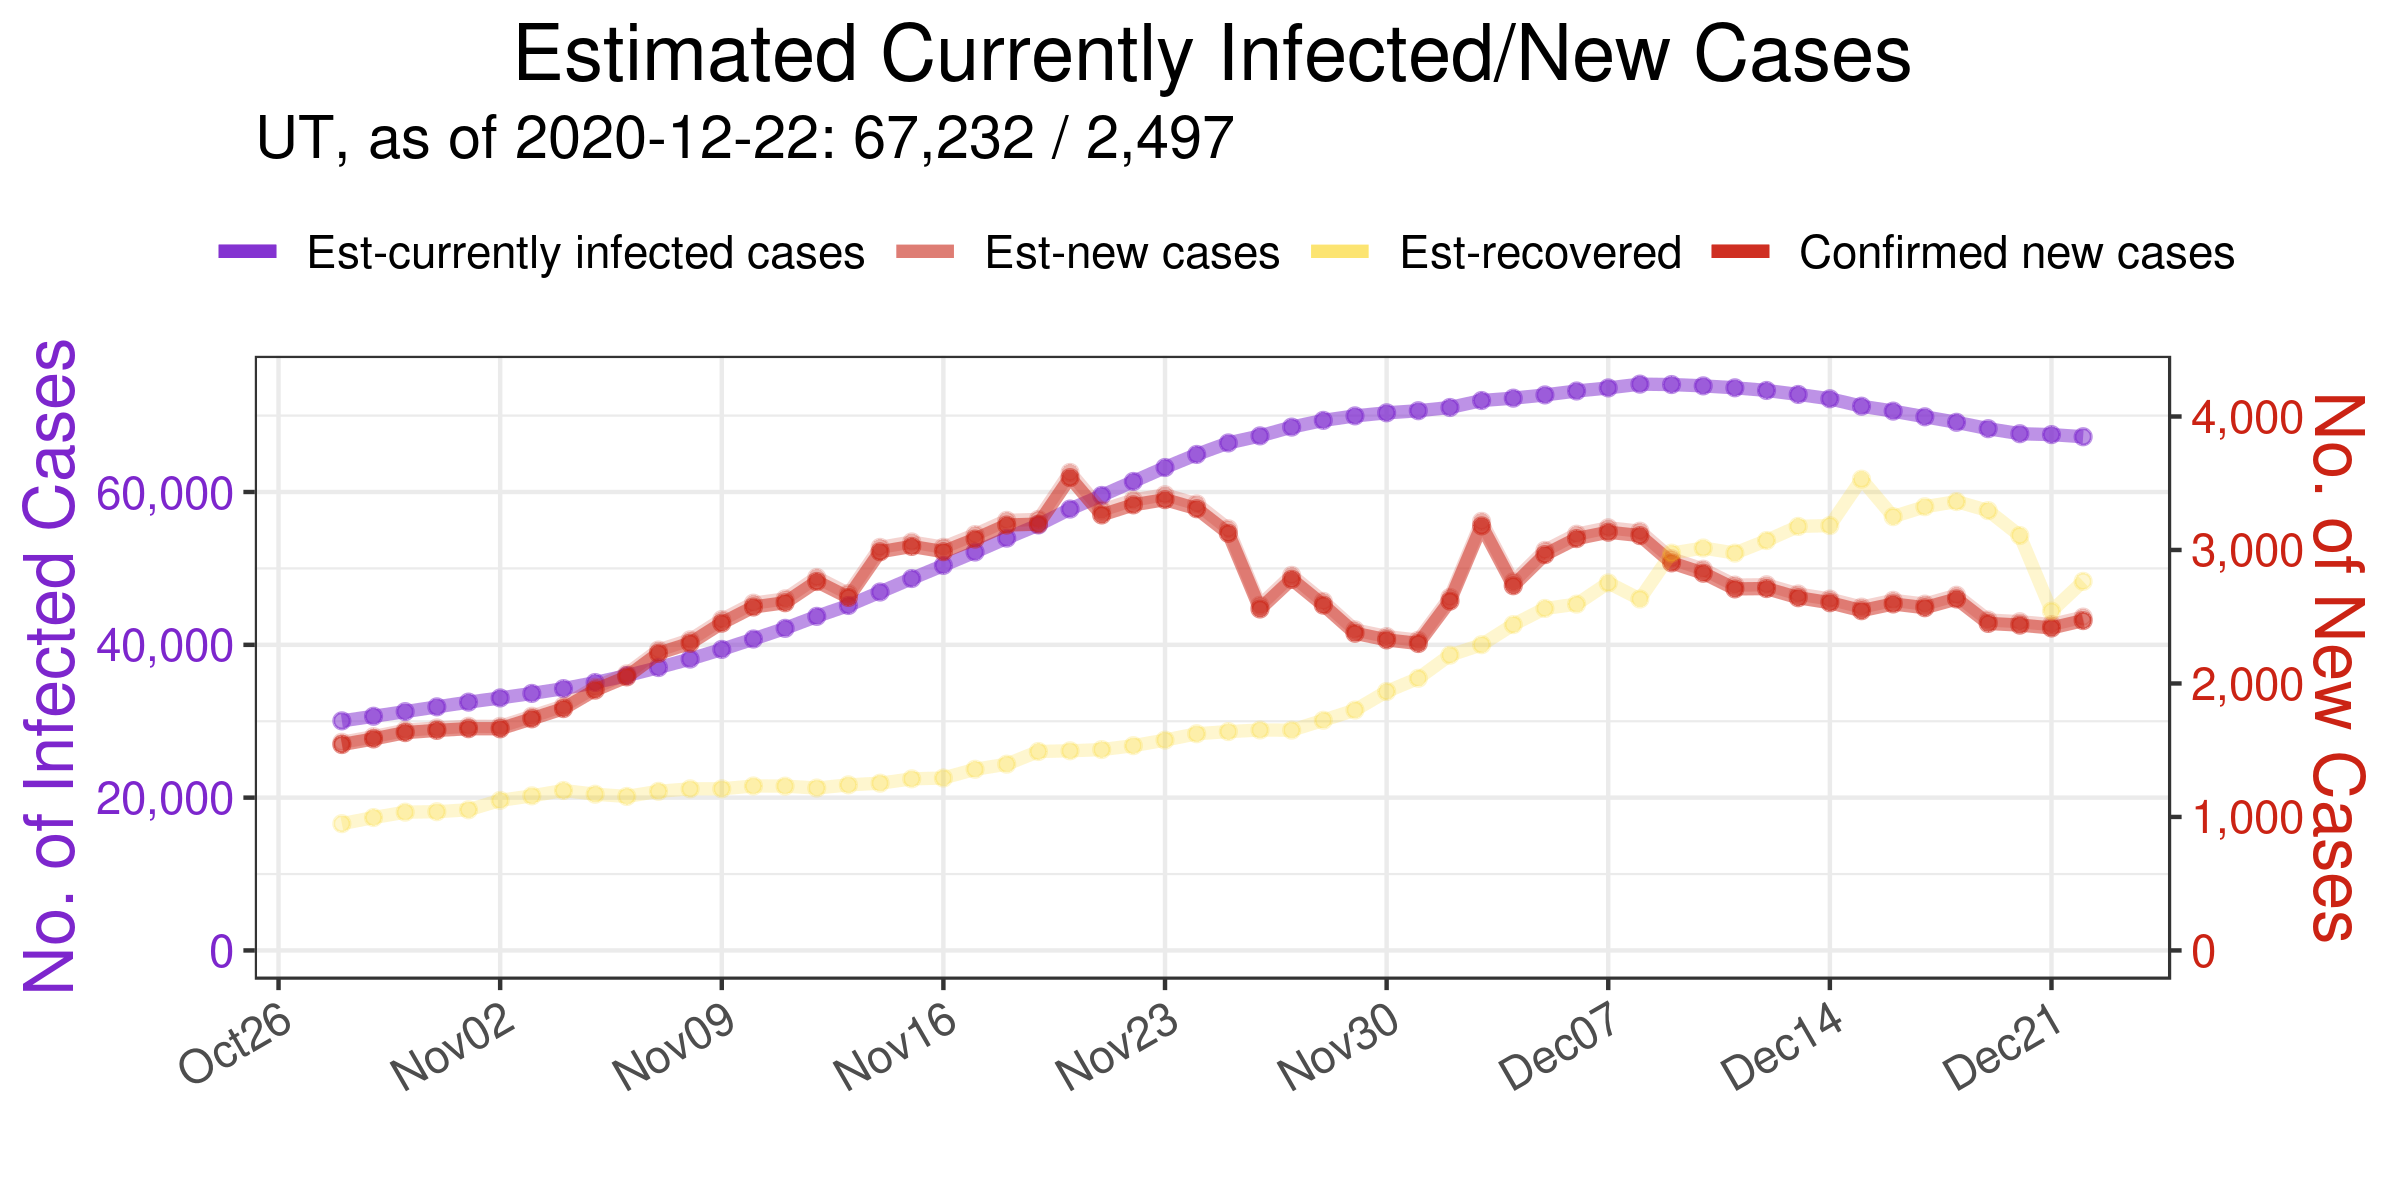 Estimated Currently Infected/New Cases
UT, as of 2020-12-22: 67,232 / 2,497
Est-currently infected cases Est-new cases Est-recovered Confirmed new cases
No. of Infected Cases
60,000
40,000
20,000
0
4,000
3,000
2,000
1,000
0
No. of New Cases
Oct26 Nov02 Nov09 Nov16 Nov23 Nov30 Dec07 Dec14 Dec21